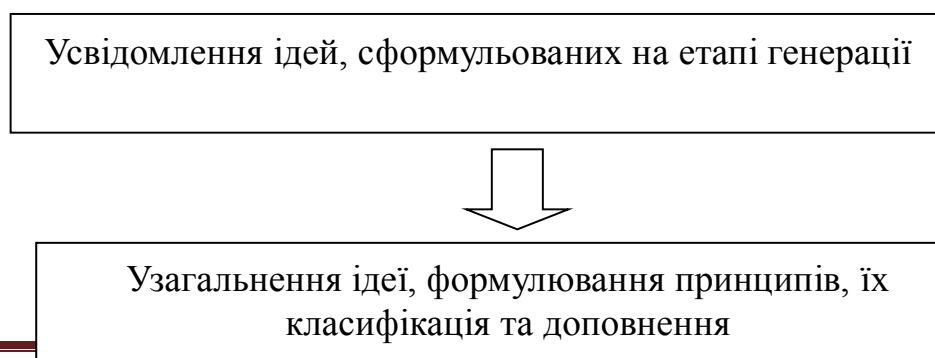 Усвідомлення ідей, сформульованих на етапі генерації
Узагальнення ідеї, формулювання принципів, їх
класифікація та доповнення